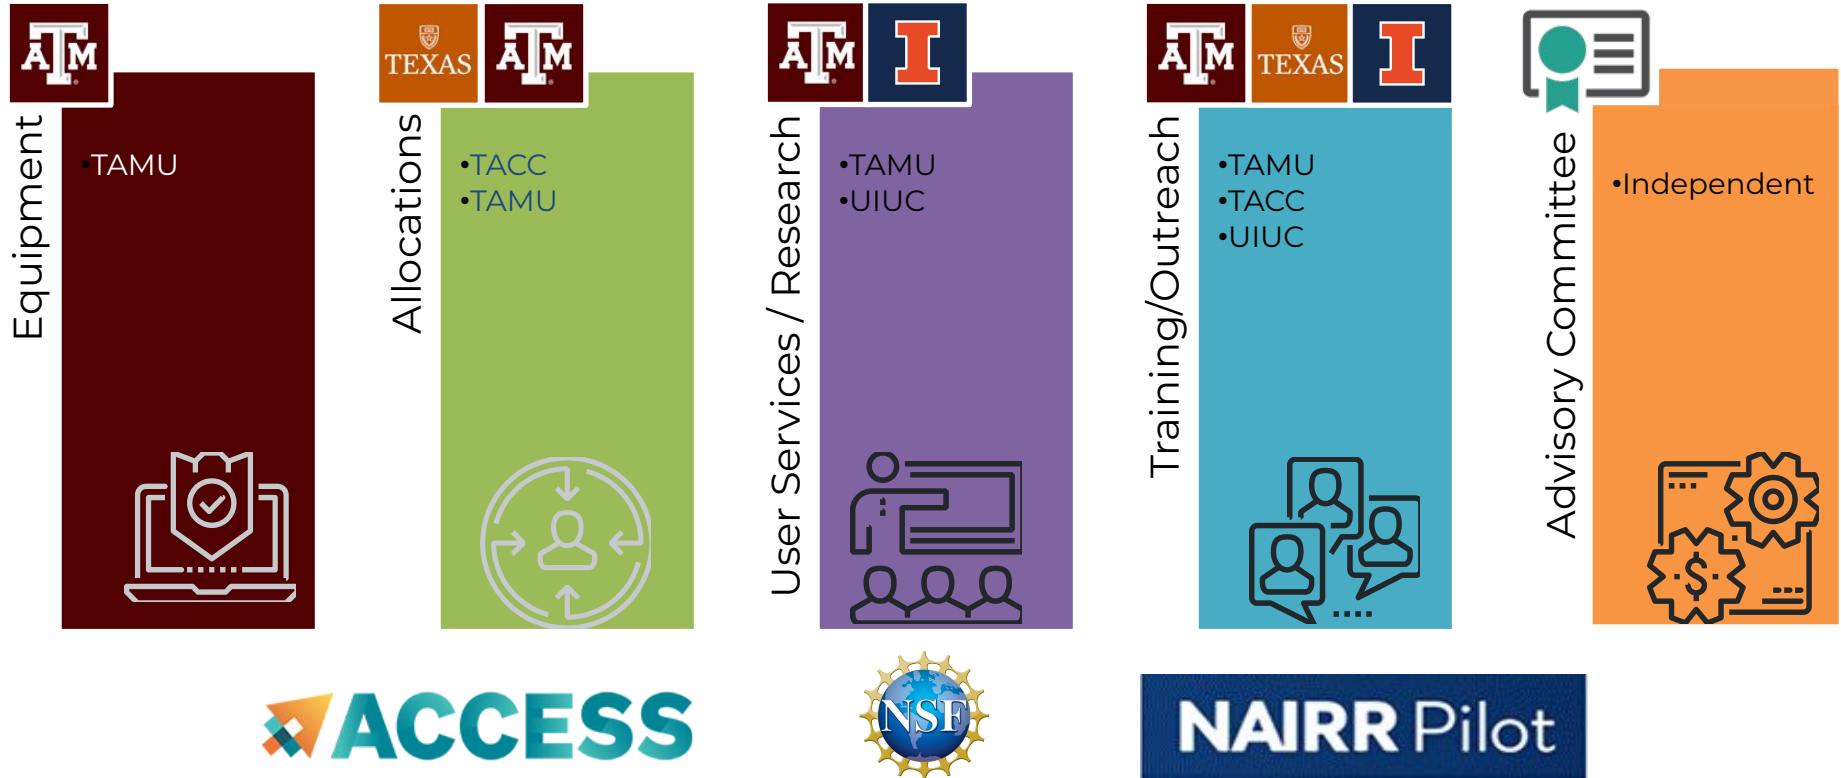 ATM
Equipment
•TAMU
TEXAS
ATM
Allocations
•TACC
•TAMU
ATM
I
User Services / Research
•TAMU
•UIUC
ATM
TEXAS
I
Training/Outreach
•TAMU
•TACC
•UIUC
Advisory Committee
•Independent
$
ACCESS
NSF
NAIRR Pilot